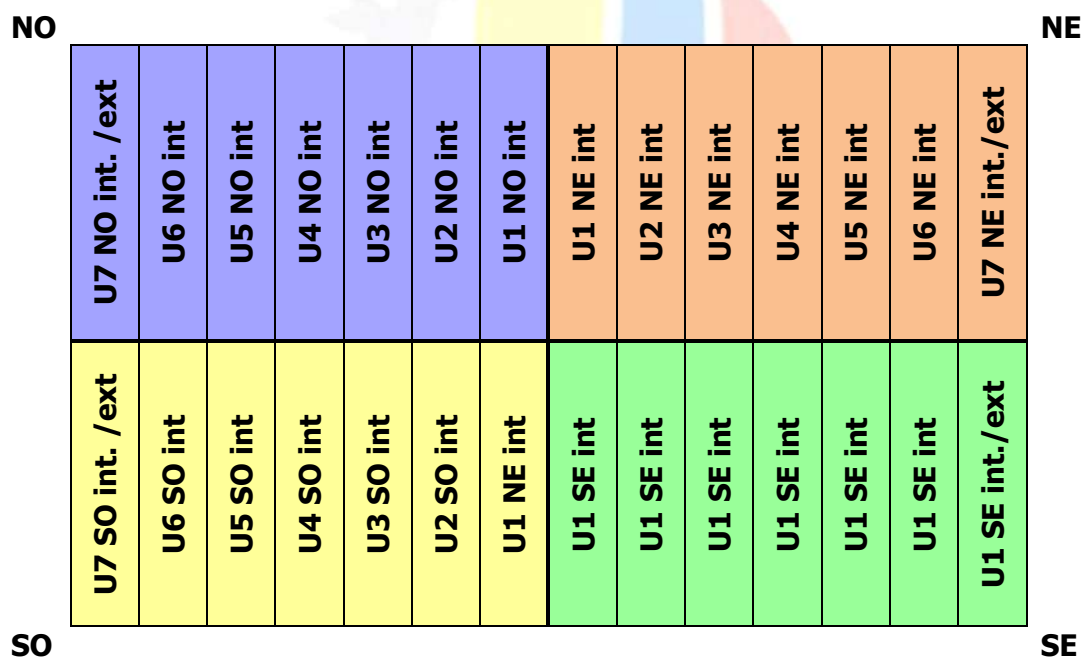 NO
NE
U7 NO int. /ext
U6 NO int
U5 NO int
U4 NO int
U3 NO int
U2 NO int
U1 NO int
U1 NE int
U2 NE int
U3 NE int
U4 NE int
U5 NE int
U6 NE int
U7 NE int./ext
U7 SO int. /ext
U6 SO int
U5 SO int
U4 SO int
U3 SO int
U2 SO int
U1 NE int
U1 SE int
U1 SE int
U1 SE int
U1 SE int
U1 SE int
U1 SE int
U1 SE int./ext
SO
SE